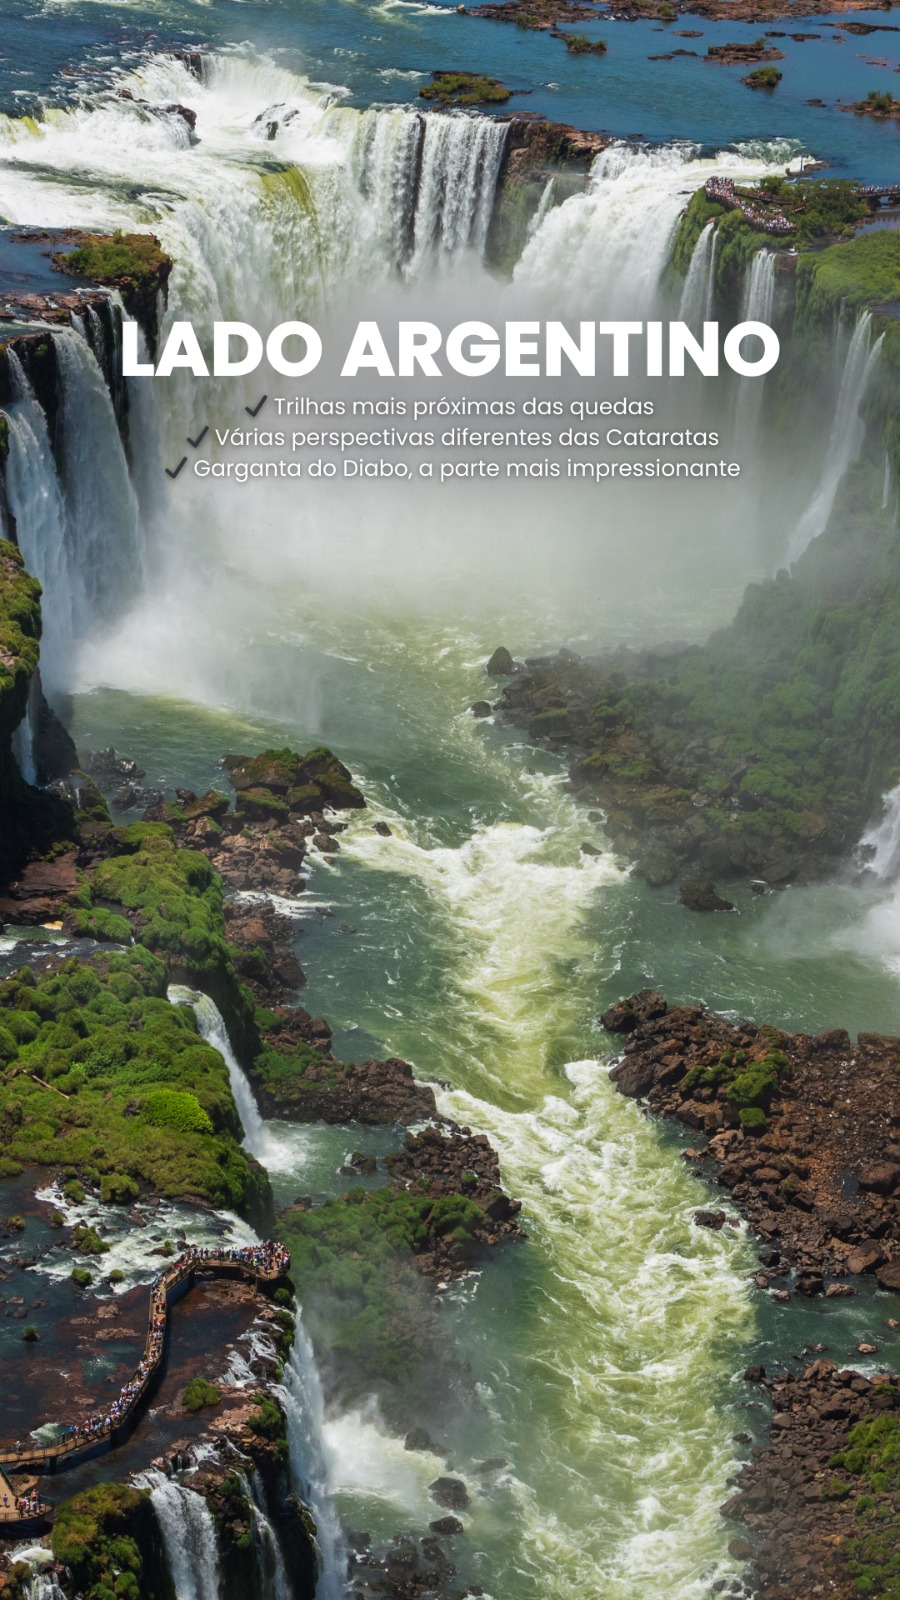 LADO ARGENTINO
✔ Trilhas mais próximas das quedas
✔ Várias perspectivas diferentes das Cataratas
✔ Garganta do Diabo, a parte mais impressionante